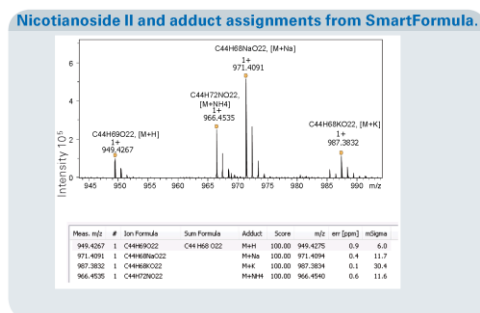 Nicotianoside II and adduct assignments from SmartFormula.
C44H68NaO22, [M+Na]
1+
971.4091
C44H72NO22,
[M+NH4]
1+
966.4535
C44H69O22, [M+H]
1+
949.4267
C44H68KO22, [M+K]
1+
987.3832
Intensity 10⁵
6
4
2
0
945 950 955 960 965 970 975 980 985 990 m/z
Meas. m/z # Ion Formula Sum Formula Adduct Score m/z err [ppm] mSigma
949.4267 1 C44H69O22 C44 H68 O22 M+H 100.00 949.4275 0.9 6.0
971.4091 1 C44H68NaO22 M+Na 100.00 971.4094 0.4 11.7
987.3832 1 C44H68KO22 M+K 100.00 987.3834 0.1 30.4
966.4535 1 C44H72NO22 M+NH4 100.00 966.4540 0.6 11.6